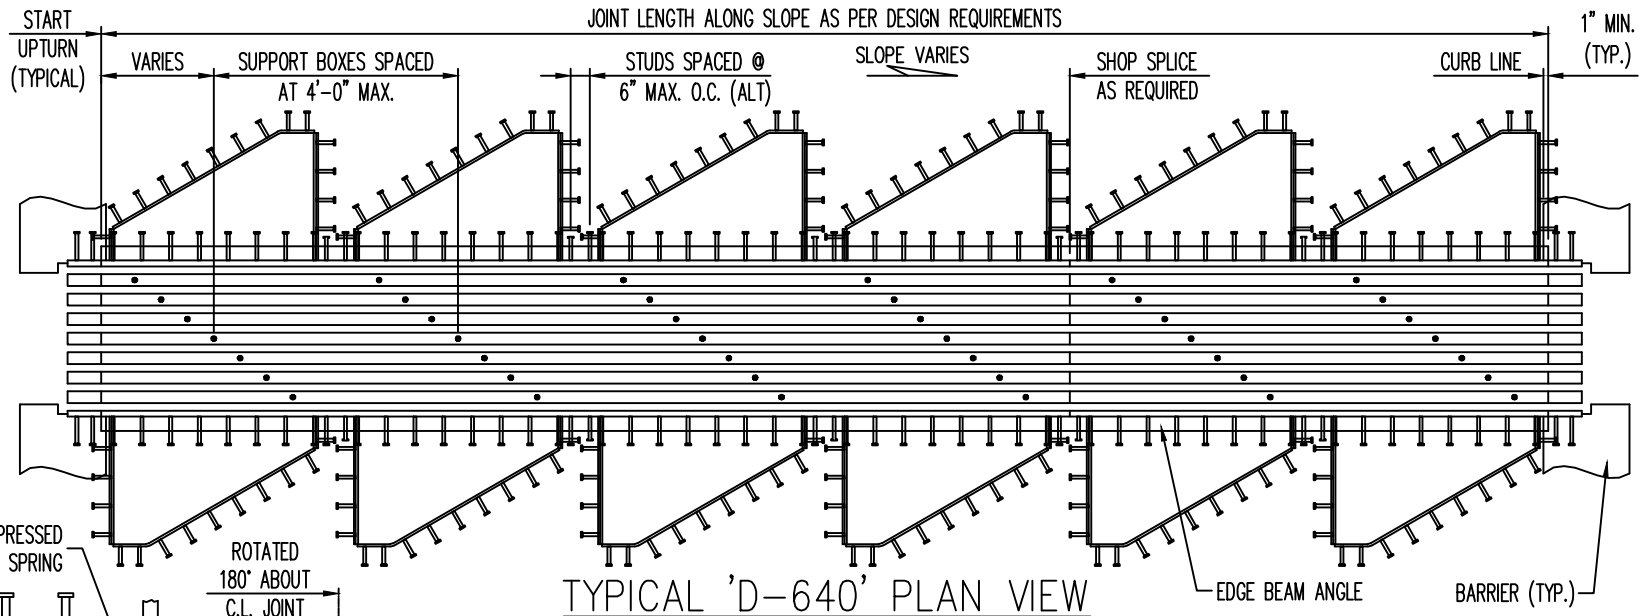 START
UPTURN
(TYPICAL)
JOINT LENGTH ALONG SLOPE AS PER DESIGN REQUIREMENTS
1" MIN.
(TYP.)
VARIES
SUPPORT BOXES SPACED
AT 4'-0" MAX.
STUDS SPACED @
6" MAX. O.C. (ALT)
SLOPE VARIES
SHOP SPLICE
AS REQUIRED
CURB LINE
PRESSED
SPRING
ROTATED
180° ABOUT
C.L. JOINT
TYPICAL 'D-640' PLAN VIEW
EDGE BEAM ANGLE
BARRIER (TYP.)